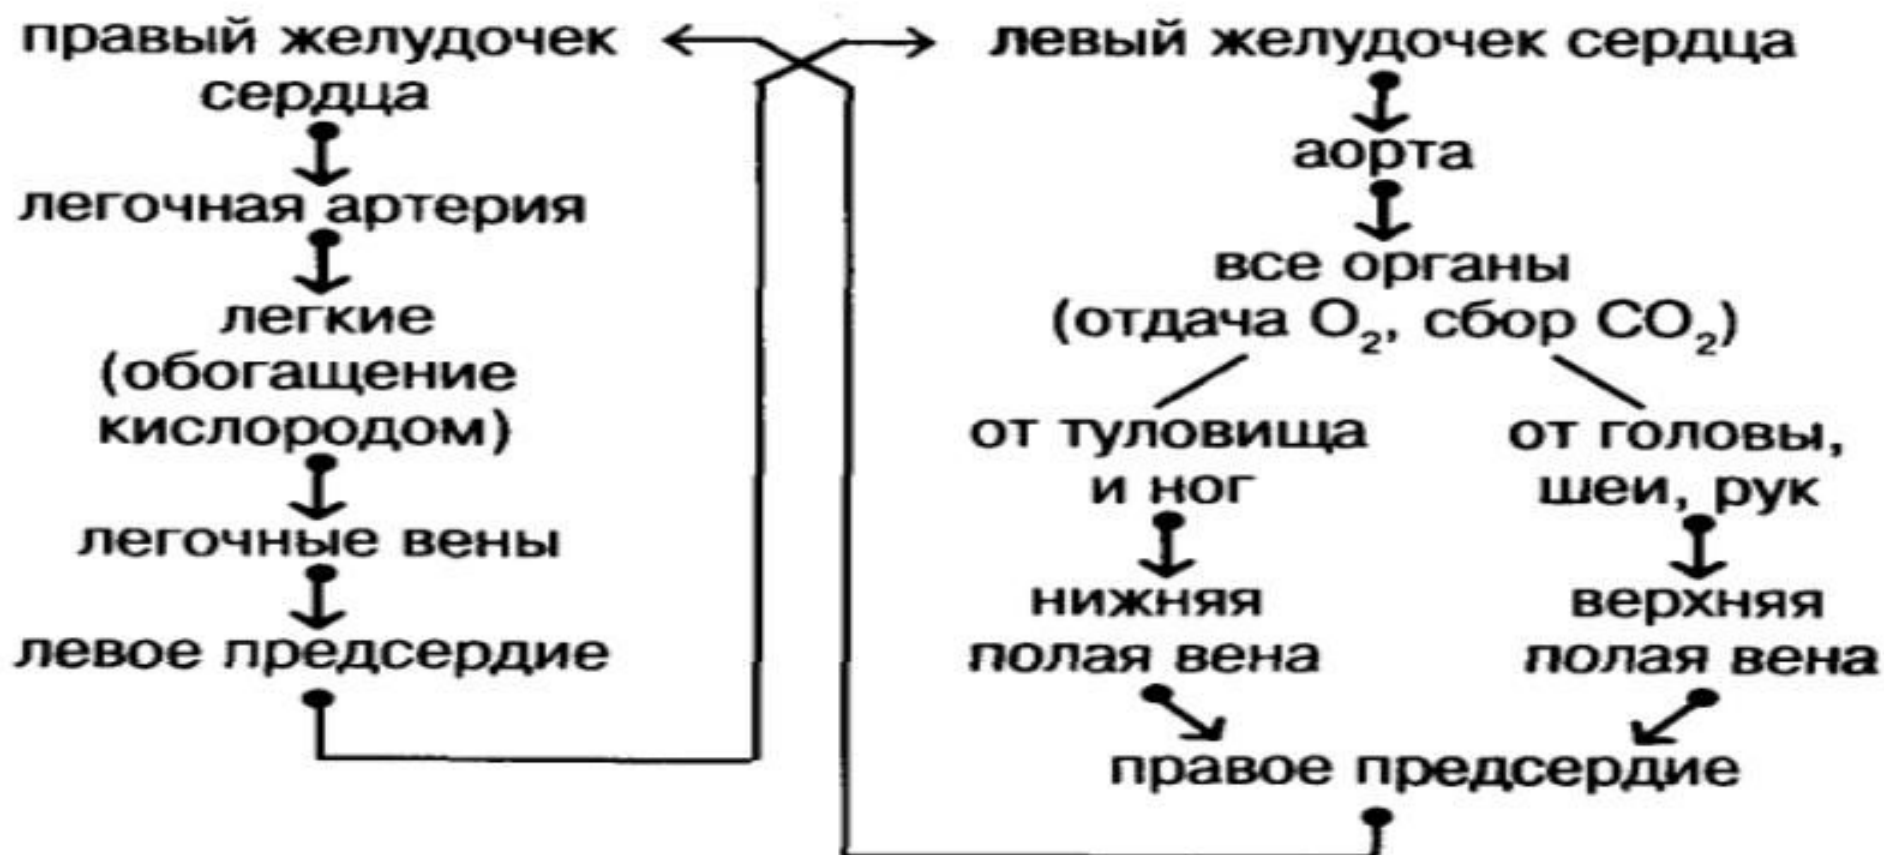 правый желудочек
сердца
легочная артерия
легкие
(обогащение
кислородом)
легочные вены
левое предсердие
левый желудочек сердца
аорта
все органы
(отдача O₂, сбор CO₂)
от туловища
и ног
нижняя
полая вена
от головы,
шеи, рук
верхняя
полая вена
правое предсердие